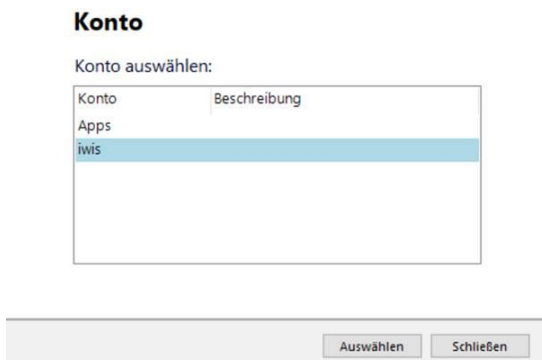 Konto
Konto auswählen:
Konto Beschreibung
Apps
iwis
Auswählen Schließen